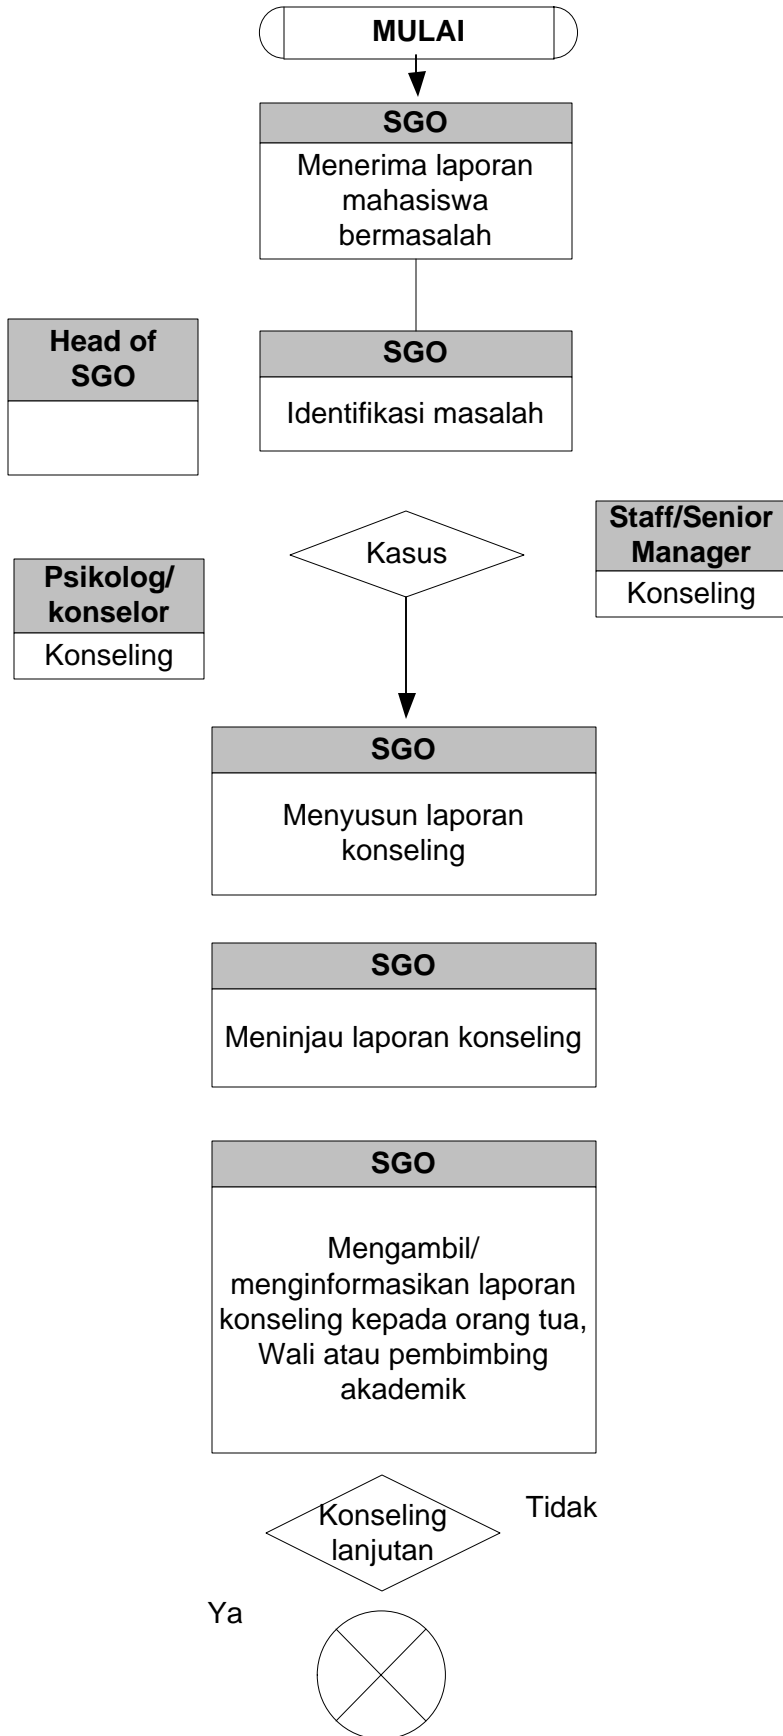 MULAI
SGO
Menerima laporan
mahasiswa
bermasalah
Head of
SGO
SGO
Identifikasi masalah
Kasus
Staff/Senior
Manager
Konseling
Psikolog/
konselor
Konseling
SGO
Menyusun laporan
konseling
SGO
Meninjau laporan konseling
SGO
Mengambil/
menginformasikan laporan
konseling kepada orang tua,
Wali atau pembimbing
akademik
Konseling
lanjutan
Tidak
Ya